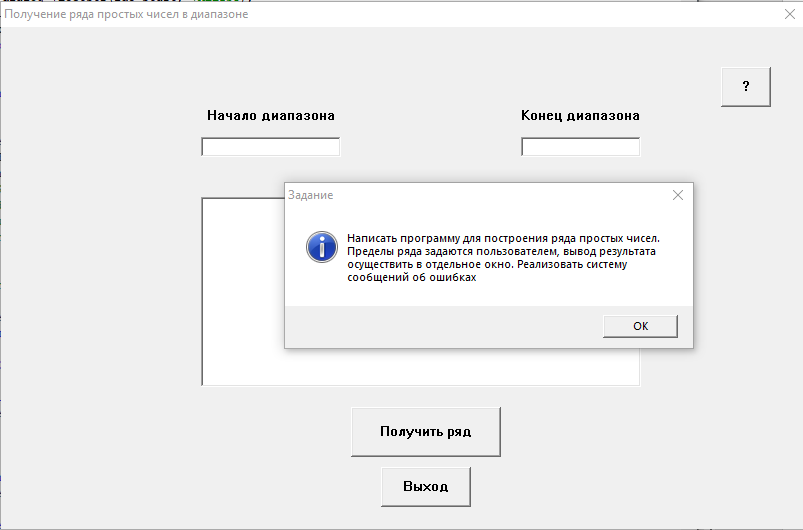 Получение ряда простых чисел в диапазоне
?
Начало диапазона
Конец диапазона
Задание
Написать программу для построения ряда простых чисел.
Пределы ряда задаются пользователем, вывод результата
осуществить в отдельное окно. Реализовать систему
сообщений об ошибках
OK
Получить ряд
Выход